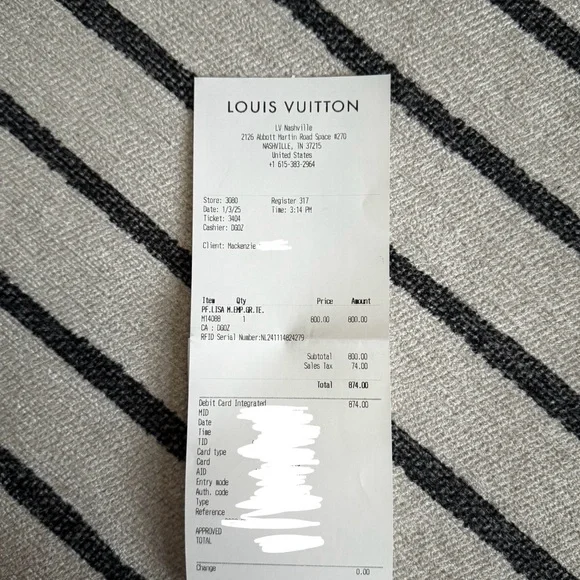 LOUIS VUITTON
LV Nashville
2126 Abbott Martin Road Space #270
NASHVILLE, TN 37215
United States
+1 615-383-2964
Store: 3080 Register 317
Date: 1/3/25 Time: 3:14 PM
Ticket: 3404
Cashier: DGOZ
Client: Mackenzie
Item Qty Price Amount
PF.LISA M.EMP.GR.TE.
M14088 1 800.00 800.00
CA : DGOZ
RFID Serial Number:NL241114824279
Subtotal 800.00
Sales Tax 74.00
Total 874.00
Debit Card Integrated 874.00
MID
Date
Time
TID
Card type
Card
AID
Entry mode
Auth. code
Type
Reference
APPROVED
TOTAL
Change 0.00